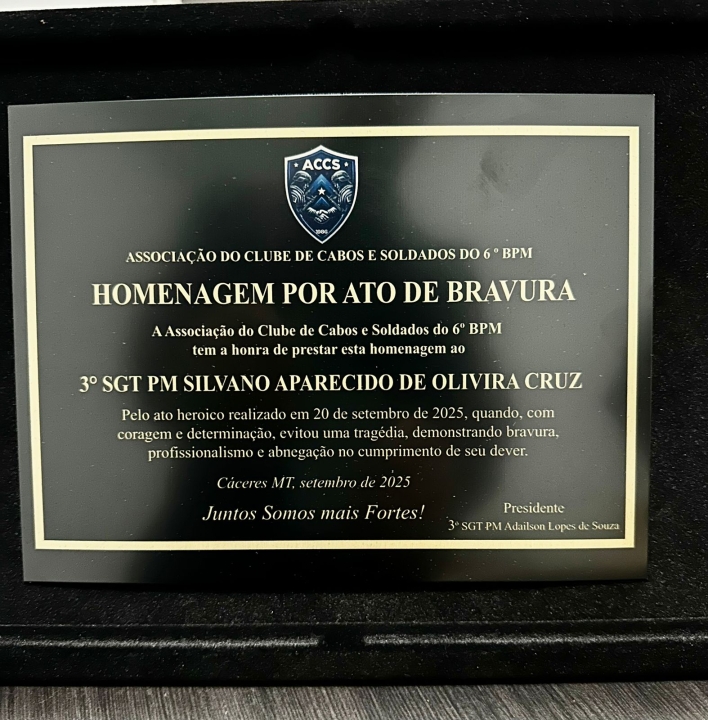 ACCS
ASSOCIAÇÃO DO CLUBE DE CABOS E SOLDADOS DO 6 º BPM
HOMENAGEM POR ATO DE BRAVURA
A Associação do Clube de Cabos e Soldados do 6º BPM
tem a honra de prestar esta homenagem ao
3º SGT PM SILVANO APARECIDO DE OLIVIRA CRUZ
Pelo ato heroico realizado em 20 de setembro de 2025, quando, com
coragem e determinação, evitou uma tragédia, demonstrando bravura,
profissionalismo e abnegação no cumprimento de seu dever.
Cáceres MT, setembro de 2025
Juntos Somos mais Fortes!
Presidente
3º SGT PM Adailson Lopes de Souza